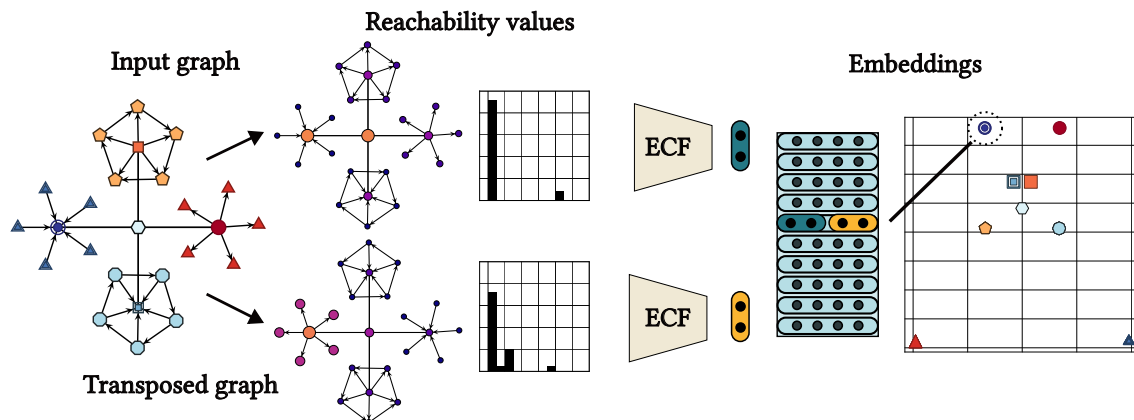 Reachability values
Input graph
Embeddings
ECF
ECF
Transposed graph